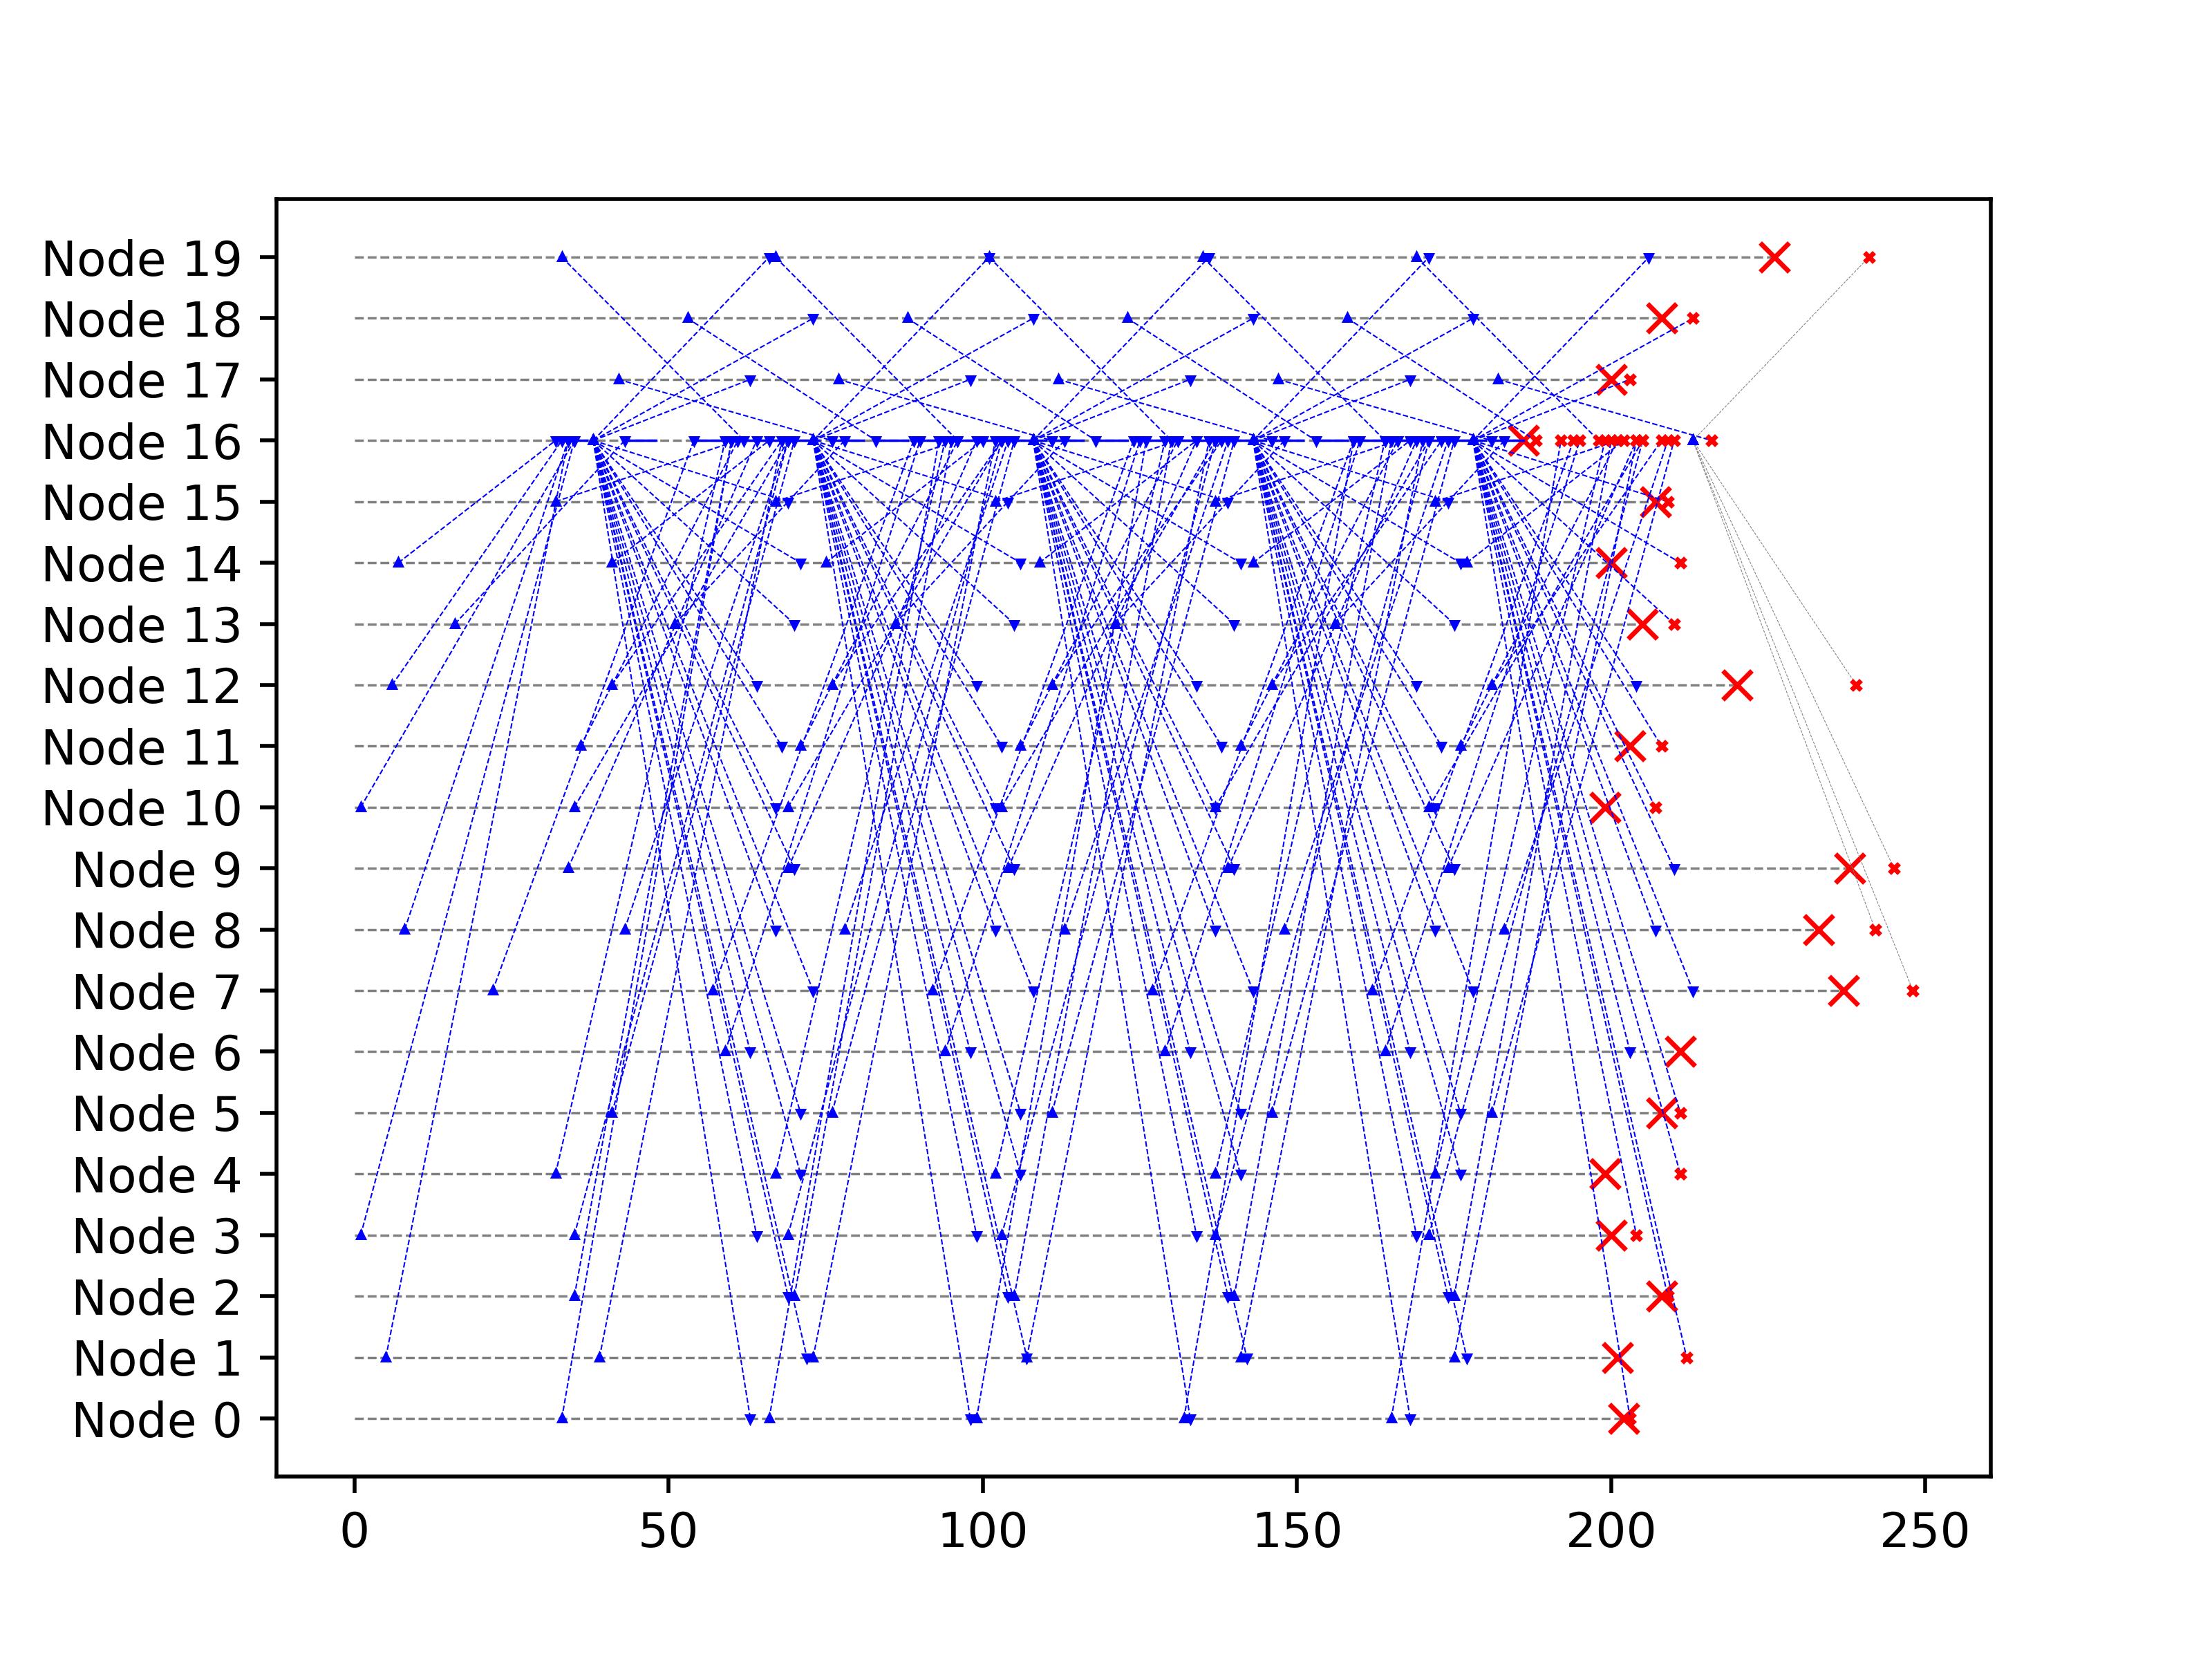 Node 19
Node 18
Node 17
Node 16
Node 15
Node 14
Node 13
Node 12
Node 11
Node 10
Node 9
Node 8
Node 7
Node 6
Node 5
Node 4
Node 3
Node 2
Node 1
Node 0
0 50 100 150 200 250